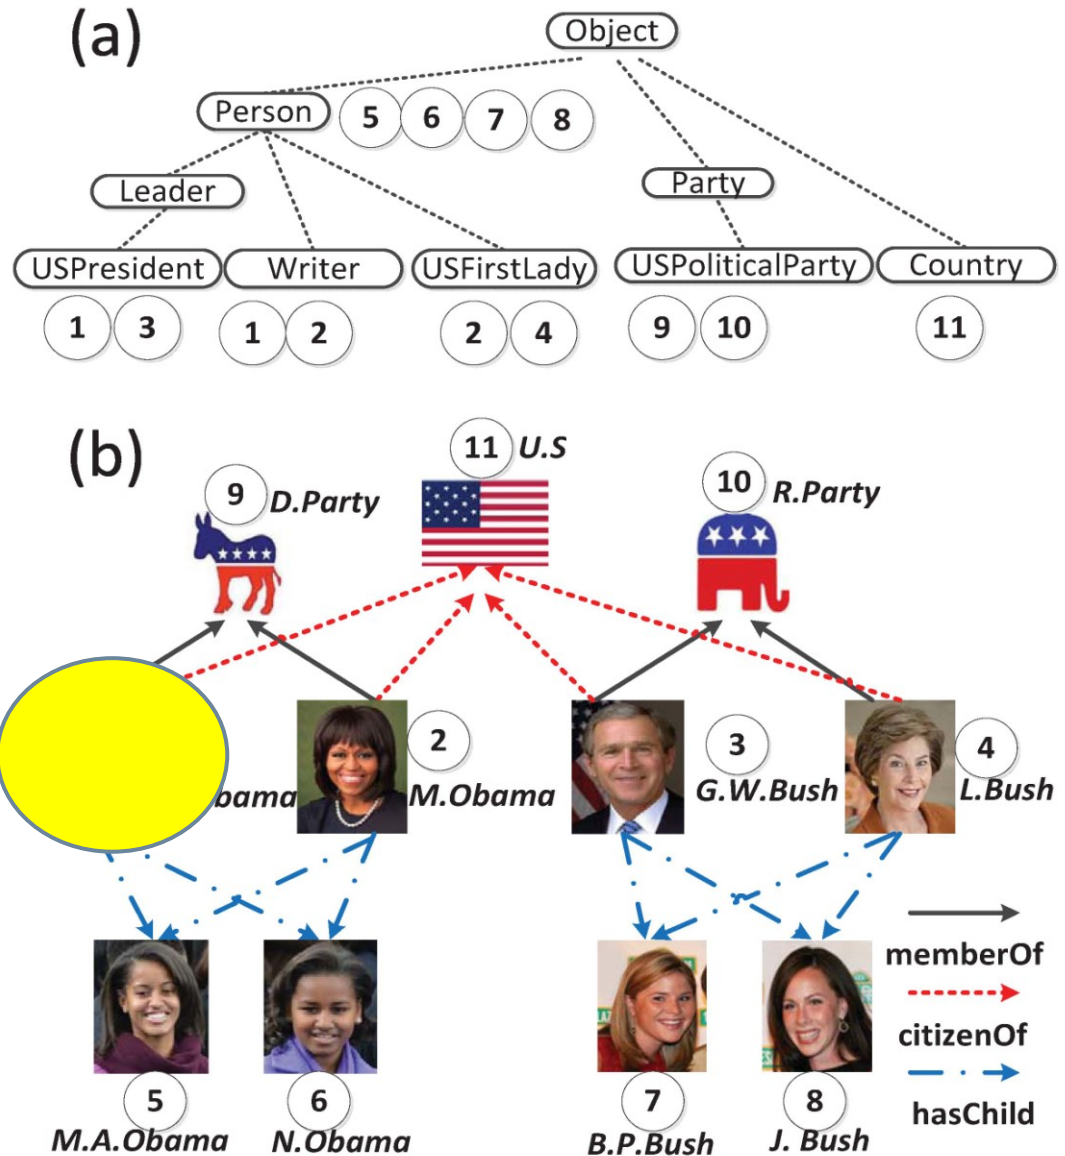 (a)
Object
Person 5 6 7 8
Leader
Party
USPresident Writer USFirstLady USPoliticalParty Country
1 3 1 2 2 4 9 10 11
(b)
11 U.S
9 D.Party
10 R.Party
bama
2 M.Obama
3 G.W.Bush
4 L.Bush
memberOf
citizenOf
hasChild
5 M.A.Obama
6 N.Obama
7 B.P.Bush
8 J. Bush